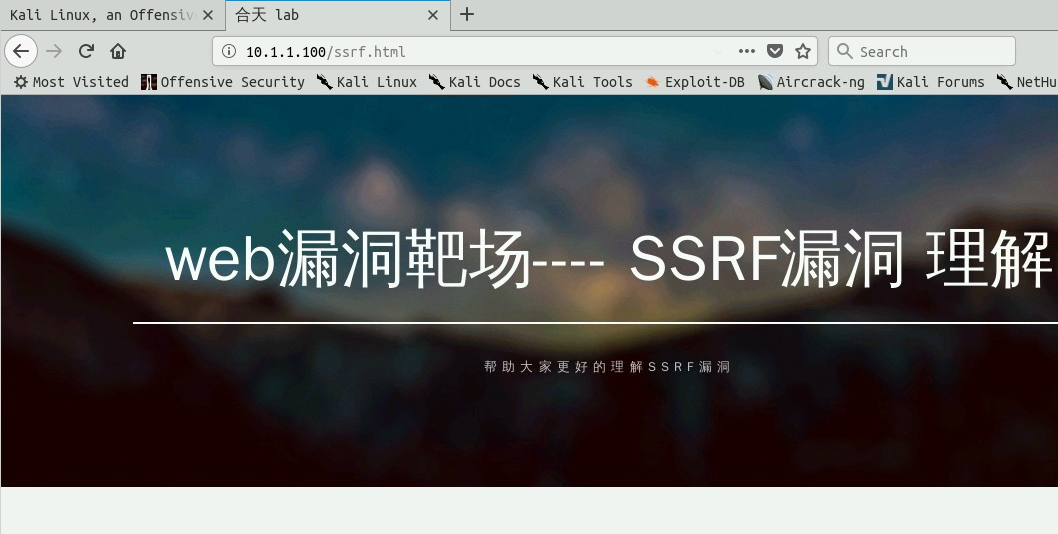 Kali Linux, an Offensiv
合天 lab
10.1.1.100/ssrf.html
Search
Most Visited
Offensive Security
Kali Linux
Kali Docs
Kali Tools
Exploit-DB
Aircrack-ng
Kali Forums
NetHu
web漏洞靶场---- SSRF漏洞 理解
帮助大家更好的理解SSRF漏洞